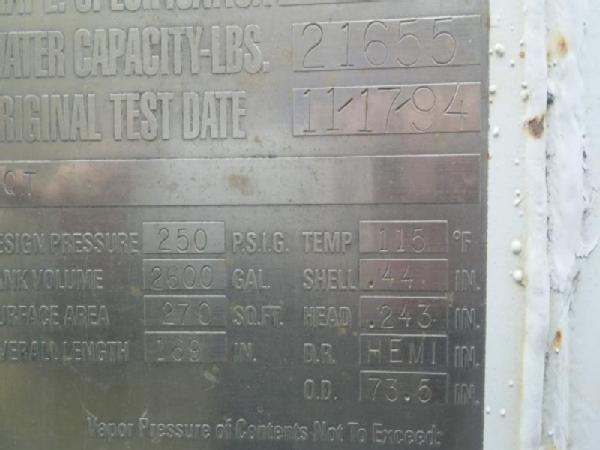 WATER CAPACITY-LBS. 21655
ORIGINAL TEST DATE 11-17-94
QT
DESIGN PRESSURE 250 P.S.I.G. TEMP 115 °F
TANK VOLUME 2600 GAL. SHELL .44 IN.
SURFACE AREA 270 SQ.FT. HEAD .243 IN.
OVERALL LENGTH 169 IN. D.R. HEMI IN.
O.D. 73.5 IN.
Vapor Pressure of Contents Not To Exceed: